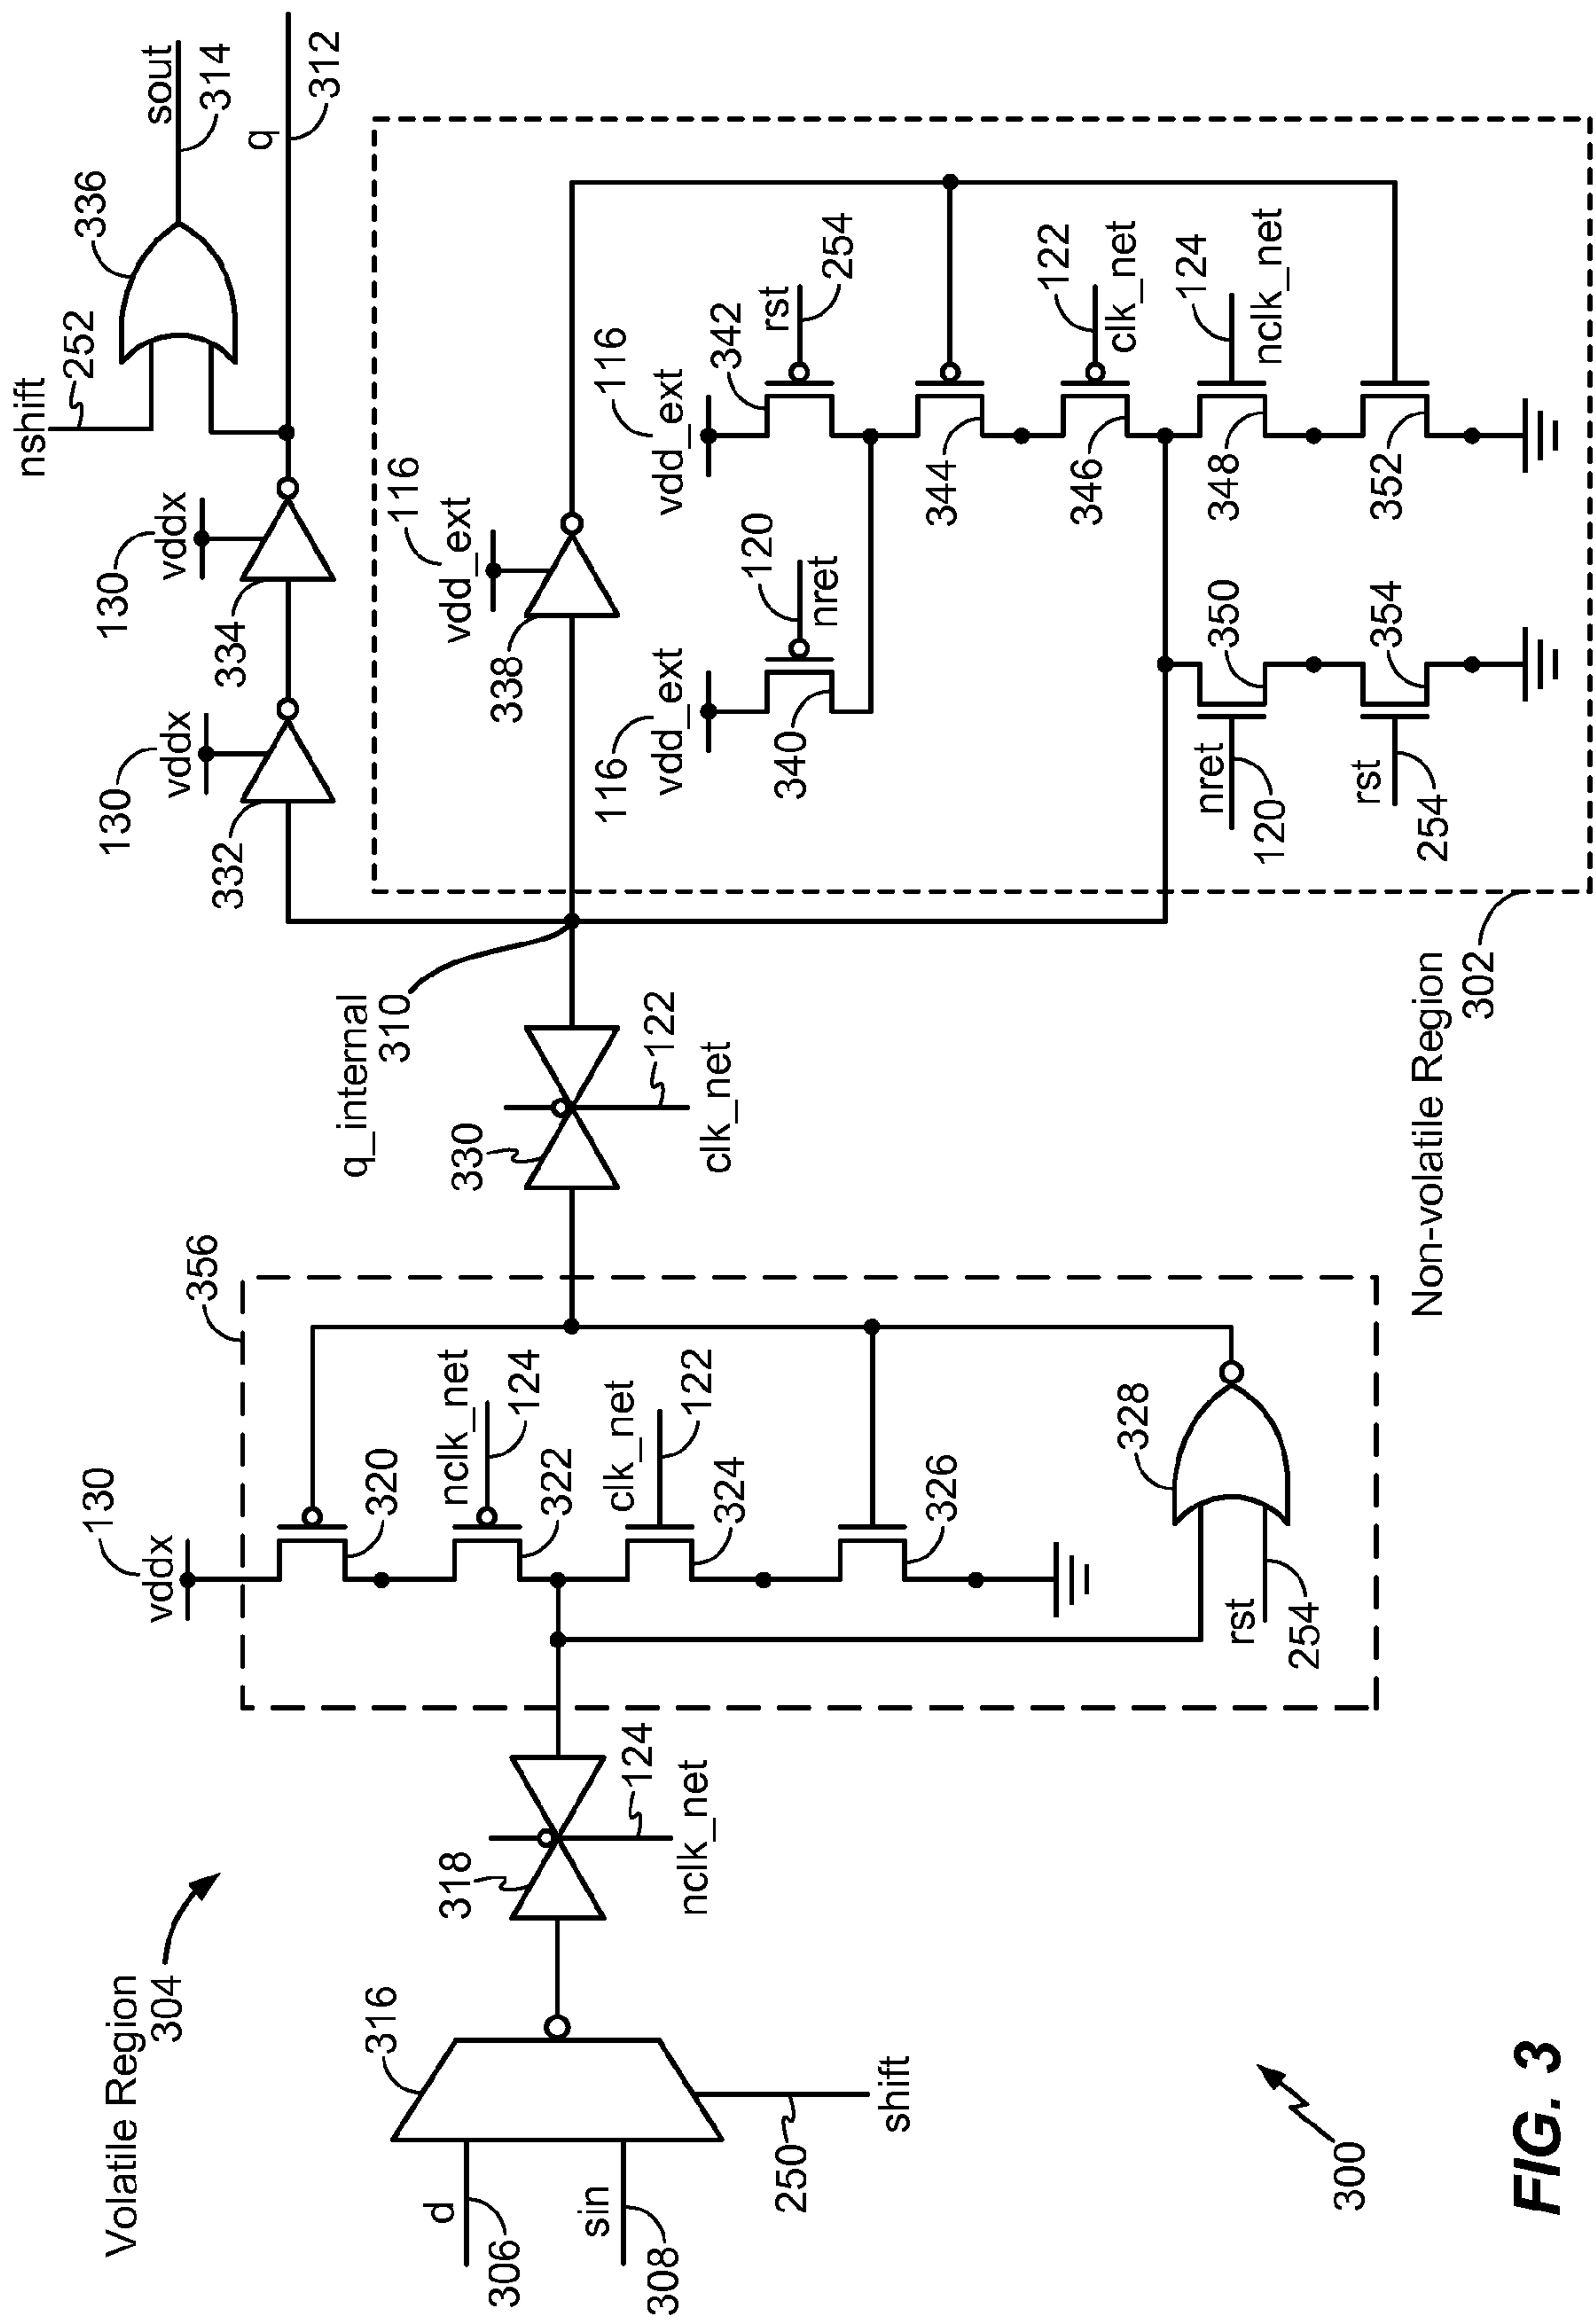 Volatile Region
304
d
306
sin
308
316
250
shift
318
124
nclk_net
356
130
vddx
320
nclk_net
124
322
clk_net
122
324
326
328
rst
254
330
122
clk_net
q_internal
310
130
vddx
332
130
vddx
334
nshift
252
336
sout
314
q
312
116
vdd_ext
338
116
vdd_ext
340
120
nret
116
vdd_ext
342
rst
254
344
346
122
clk_net
348
124
nclk_net
352
350
nret
120
354
rst
254
Non-volatile Region
302
300
FIG. 3